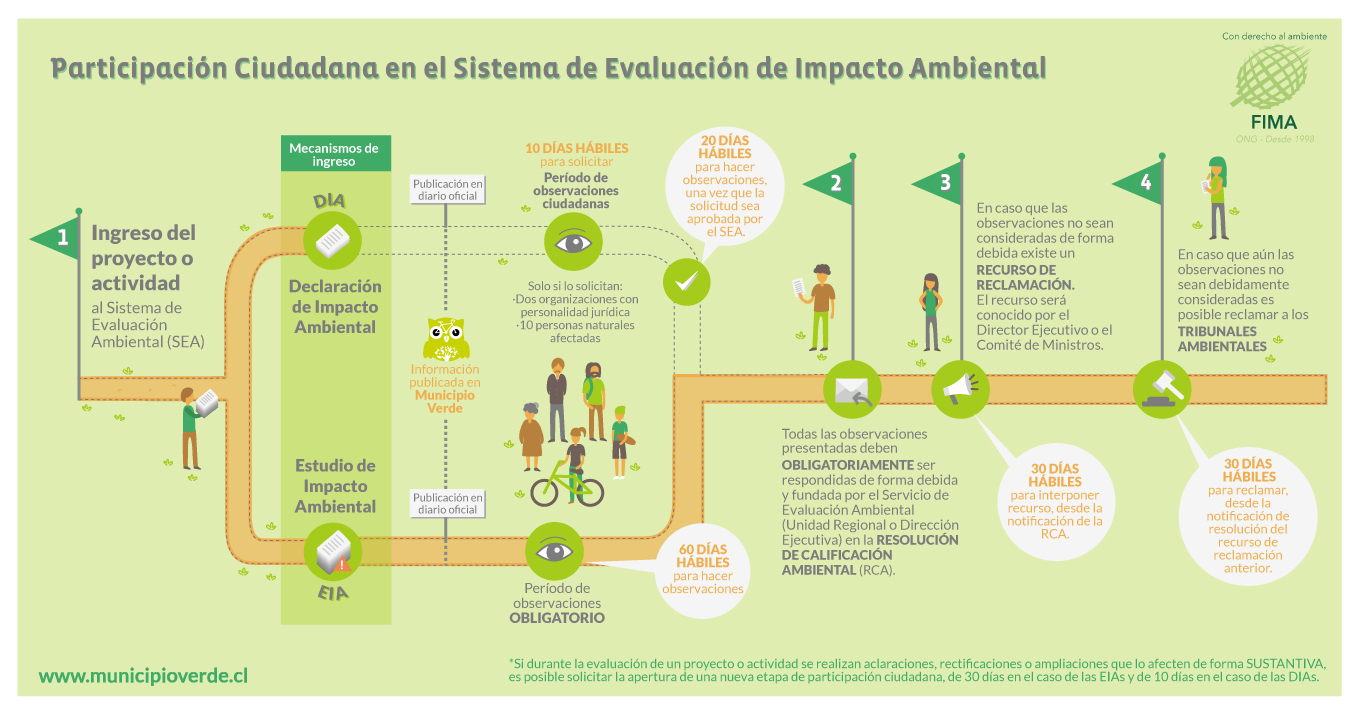 Participación Ciudadana en el Sistema de Evaluación de Impacto Ambiental
Con derecho al ambiente
FIMA
ONG - Desde 1998
1
Ingreso del
proyecto o
actividad
al Sistema de
Evaluación
Ambiental (SEA)
Mecanismos de
ingreso
DIA
Declaración
de Impacto
Ambiental
Estudio de
Impacto
Ambiental
EIA
Publicación en
diario oficial
Información
publicada en
Municipio
Verde
Publicación en
diario oficial
10 DÍAS HÁBILES
para solicitar
Período de
observaciones
ciudadanas
Solo si lo solicitan:
·Dos organizaciones con
personalidad jurídica
·10 personas naturales
afectadas
Período de
observaciones
OBLIGATORIO
20 DÍAS
HÁBILES
para hacer
observaciones,
una vez que la
solicitud sea
aprobada por
el SEA.
60 DÍAS
HÁBILES
para hacer
observaciones
2
Todas las observaciones
presentadas deben
OBLIGATORIAMENTE ser
respondidas de forma debida
y fundada por el Servicio de
Evaluación Ambiental
(Unidad Regional o Dirección
Ejecutiva) en la RESOLUCIÓN
DE CALIFICACIÓN
AMBIENTAL (RCA).
3
En caso que las
observaciones no sean
consideradas de forma
debida existe un
RECURSO DE
RECLAMACIÓN.
El recurso será
conocido por el
Director Ejecutivo o el
Comité de Ministros.
30 DÍAS
HÁBILES
para interponer
recurso, desde la
notificación de la
RCA.
4
En caso que aún las
observaciones no
sean debidamente
consideradas es
posible reclamar a los
TRIBUNALES
AMBIENTALES
30 DÍAS
HÁBILES
para reclamar,
desde la
notificación de
resolución del
recurso de
reclamación
anterior.
www.municipioverde.cl
*Si durante la evaluación de un proyecto o actividad se realizan aclaraciones, rectificaciones o ampliaciones que lo afecten de forma SUSTANTIVA,
es posible solicitar la apertura de una nueva etapa de participación ciudadana, de 30 días en el caso de las EIAs y de 10 días en el caso de las DIAs.